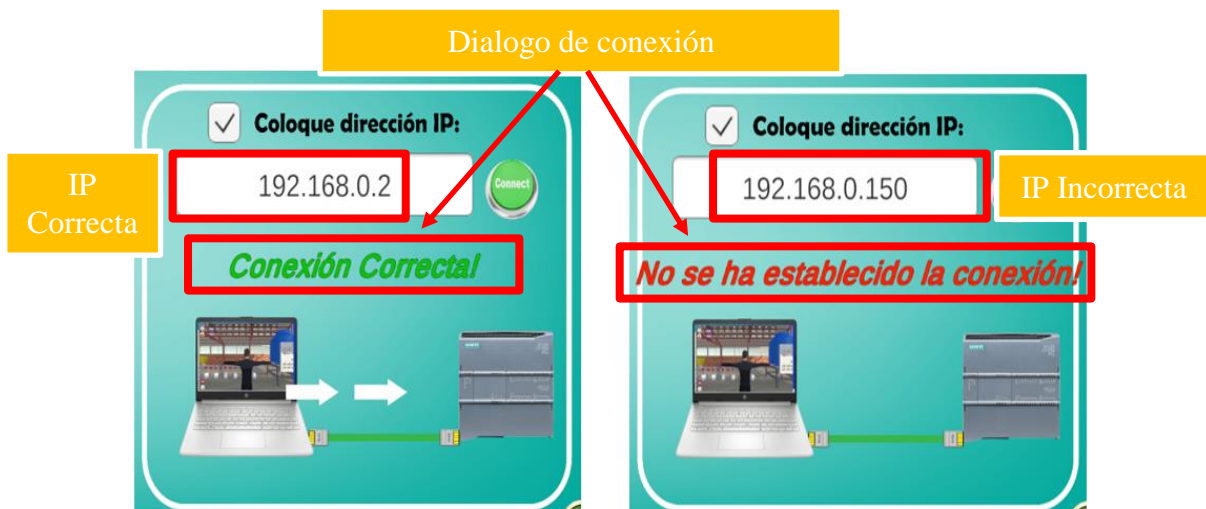 Dialogo de conexión
Coloque dirección IP:
192.168.0.2
Connect
IP
Correcta
Conexión Correcta!
Coloque dirección IP:
192.168.0.150
IP Incorrecta
No se ha establecido la conexión!